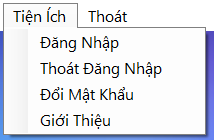 Tiện Ích Thoát
Đăng Nhập
Thoát Đăng Nhập
Đổi Mật Khẩu
Giới Thiệu